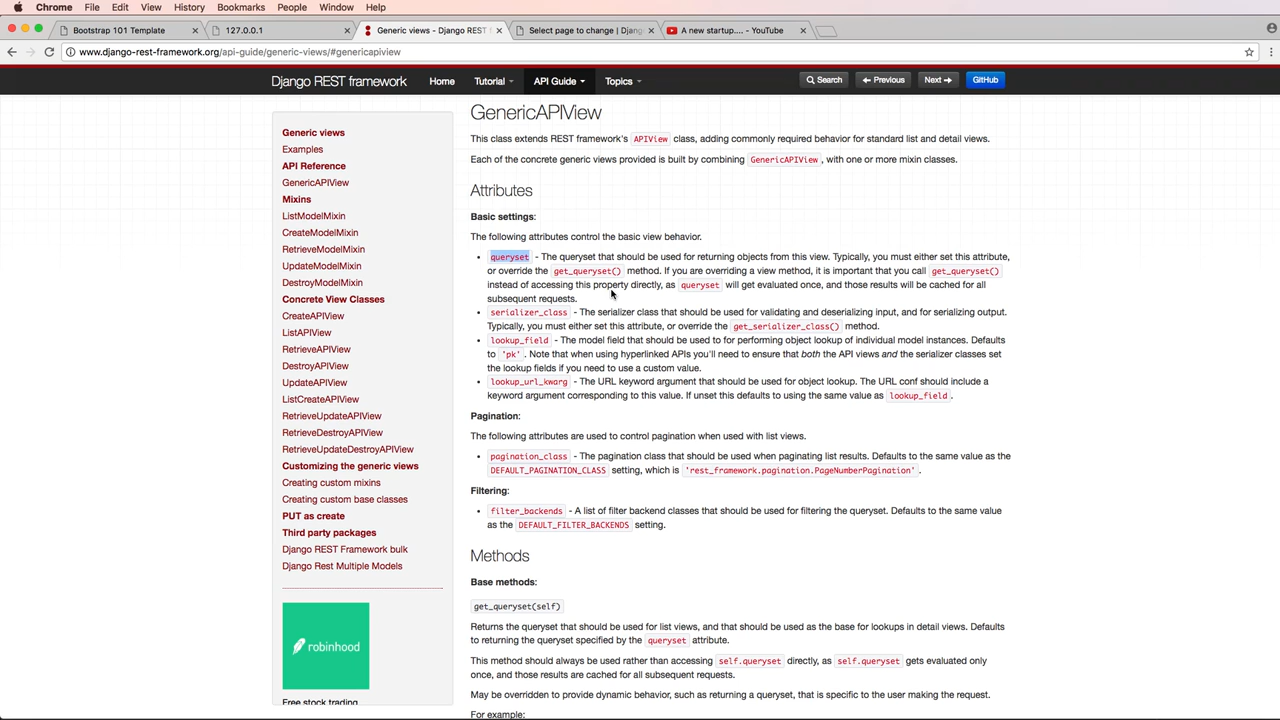 Chrome File Edit View History Bookmarks People Window Help
Bootstrap 101 Template
127.0.0.1
Generic views - Django REST
Select page to change | Djang
A new startup.... - YouTube
www.django-rest-framework.org/api-guide/generic-views/#genericapiview
Django REST framework Home Tutorial API Guide Topics Search Previous Next GitHub
Generic views
Examples
API Reference
GenericAPIView
Mixins
ListModelMixin
CreateModelMixin
RetrieveModelMixin
UpdateModelMixin
DestroyModelMixin
Concrete View Classes
CreateAPIView
ListAPIView
RetrieveAPIView
DestroyAPIView
UpdateAPIView
ListCreateAPIView
RetrieveUpdateAPIView
RetrieveDestroyAPIView
RetrieveUpdateDestroyAPIView
Customizing the generic views
Creating custom mixins
Creating custom base classes
PUT as create
Third party packages
Django REST Framework bulk
Django Rest Multiple Models
robinhood
Free stock trading
GenericAPIView
This class extends REST framework's APIView class, adding commonly required behavior for standard list and detail views.
Each of the concrete generic views provided is built by combining GenericAPIView, with one or more mixin classes.
Attributes
Basic settings:
The following attributes control the basic view behavior.
• queryset - The queryset that should be used for returning objects from this view. Typically, you must either set this attribute,
or override the get_queryset() method. If you are overriding a view method, it is important that you call get_queryset()
instead of accessing this property directly, as queryset will get evaluated once, and those results will be cached for all
subsequent requests.
• serializer_class - The serializer class that should be used for validating and deserializing input, and for serializing output.
Typically, you must either set this attribute, or override the get_serializer_class() method.
• lookup_field - The model field that should be used to for performing object lookup of individual model instances. Defaults
to 'pk'. Note that when using hyperlinked APIs you'll need to ensure that both the API views and the serializer classes set
the lookup fields if you need to use a custom value.
• lookup_url_kwarg - The URL keyword argument that should be used for object lookup. The URL conf should include a
keyword argument corresponding to this value. If unset this defaults to using the same value as lookup_field.
Pagination:
The following attributes are used to control pagination when used with list views.
• pagination_class - The pagination class that should be used when paginating list results. Defaults to the same value as the
DEFAULT_PAGINATION_CLASS setting, which is 'rest_framework.pagination.PageNumberPagination'.
Filtering:
• filter_backends - A list of filter backend classes that should be used for filtering the queryset. Defaults to the same value
as the DEFAULT_FILTER_BACKENDS setting.
Methods
Base methods:
get_queryset(self)
Returns the queryset that should be used for list views, and that should be used as the base for lookups in detail views. Defaults
to returning the queryset specified by the queryset attribute.
This method should always be used rather than accessing self.queryset directly, as self.queryset gets evaluated only
once, and those results are cached for all subsequent requests.
May be overridden to provide dynamic behavior, such as returning a queryset, that is specific to the user making the request.
For example: